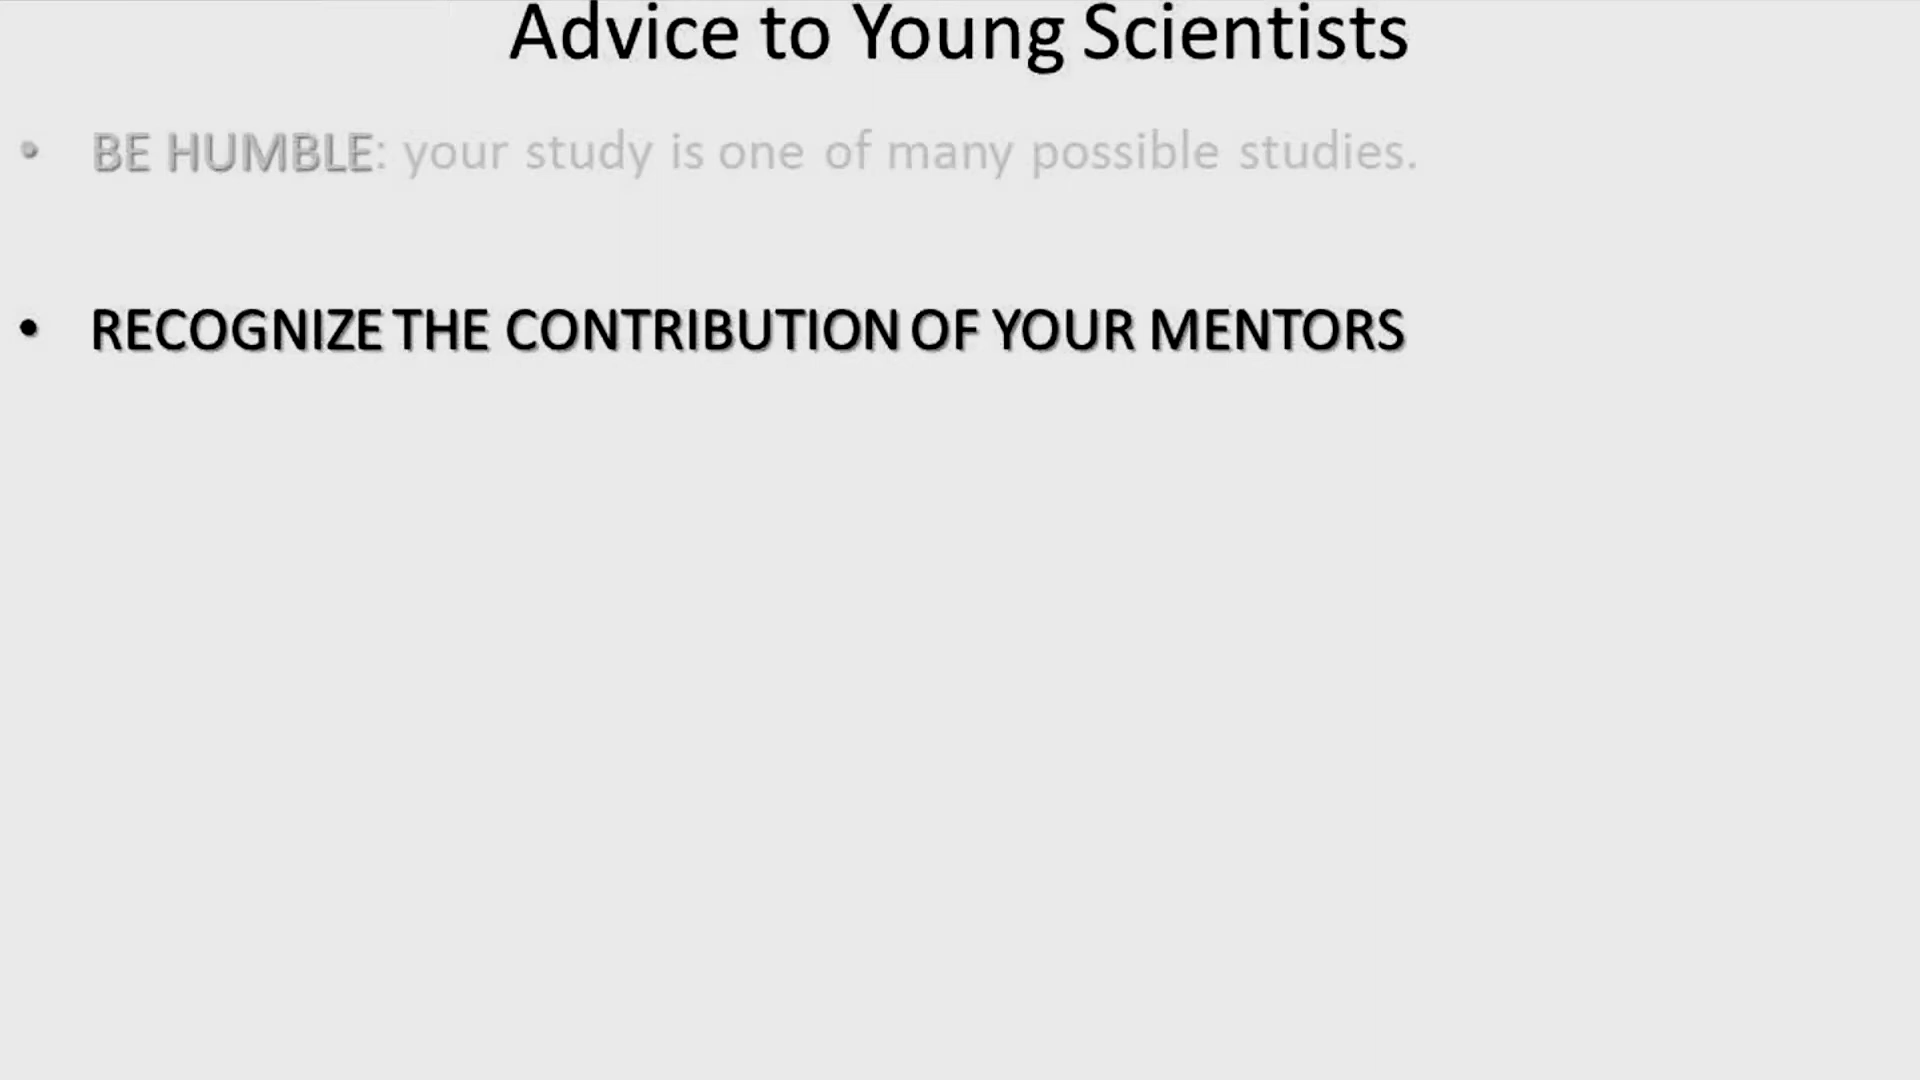 Advice to Young Scientists
• BE HUMBLE: your study is one of many possible studies.
• RECOGNIZE THE CONTRIBUTION OF YOUR MENTORS